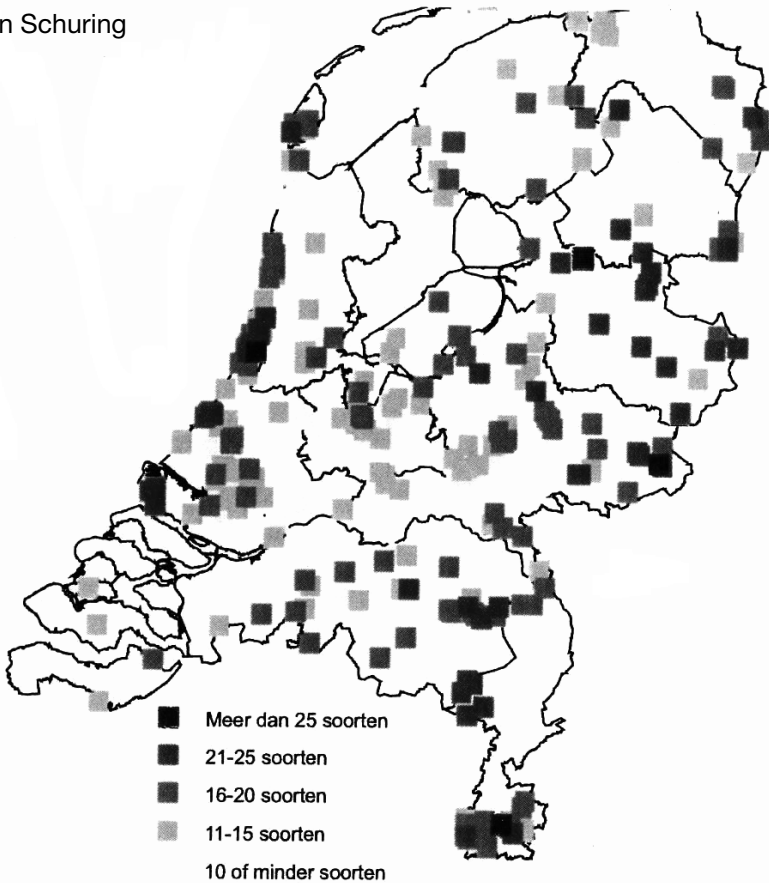 n Schuring
Meer dan 25 soorten
21-25 soorten
16-20 soorten
11-15 soorten
10 of minder soorten